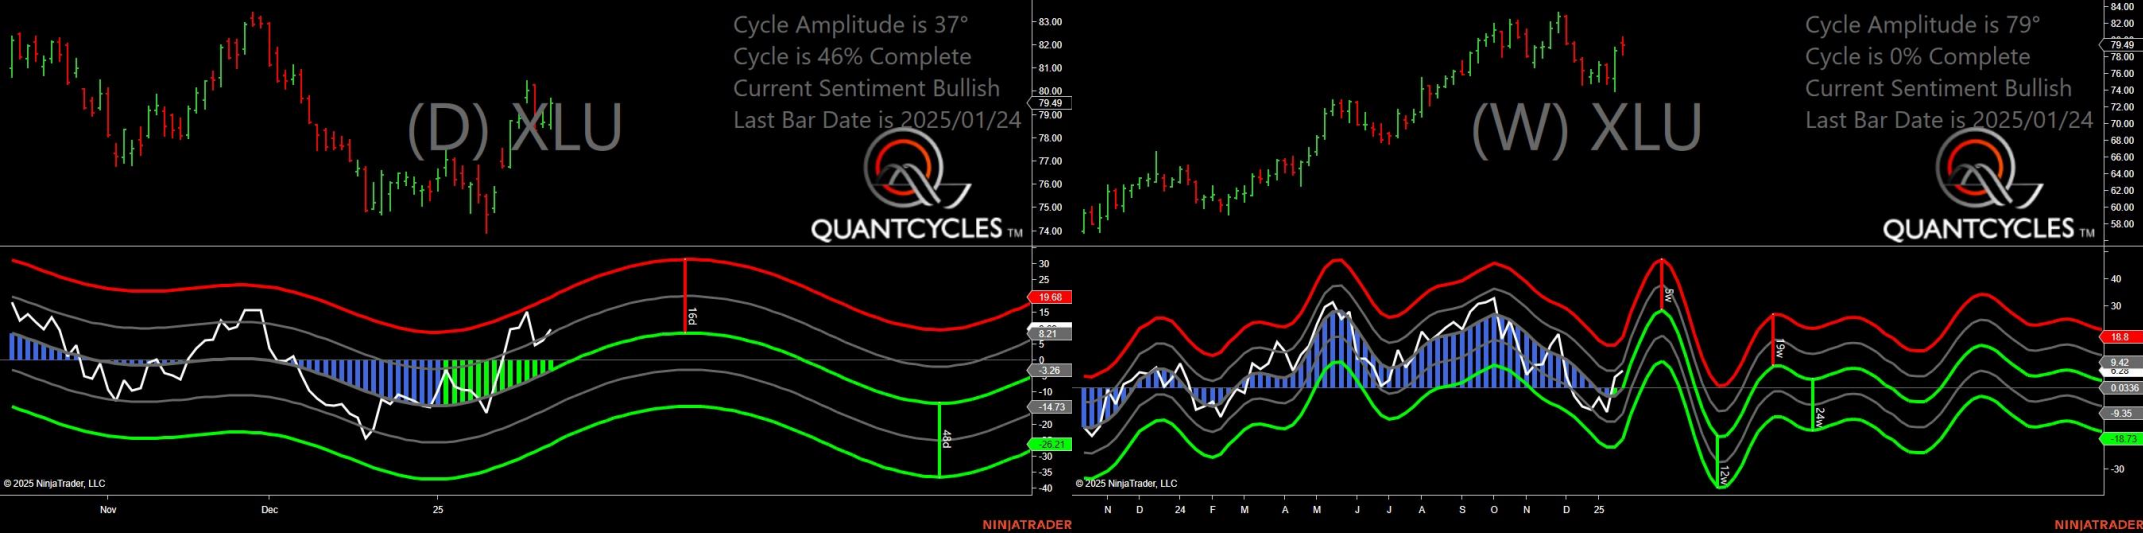 Cycle Amplitude is 37°
Cycle is 46% Complete
Current Sentiment Bullish
Last Bar Date is 2025/01/24
(D) XLU
QUANTCYCLES TM
83.00
82.00
81.00
80.00
79.49
79.00
78.00
77.00
76.00
75.00
74.00
30
25
19.68
15
8.21
5
0
-3.26
-10
-14.73
-20
-26.21
-30
-35
-40
16d
48d
© 2025 NinjaTrader, LLC
Nov Dec 25
NINJATRADER
Cycle Amplitude is 79°
Cycle is 0% Complete
Current Sentiment Bullish
Last Bar Date is 2025/01/24
(W) XLU
QUANTCYCLES TM
84.00
82.00
79.49
78.00
76.00
74.00
72.00
70.00
68.00
66.00
64.00
62.00
60.00
58.00
40
30
18.8
9.42
0.0336
-9.35
-18.73
-30
8w
12w
19w
24w
© 2025 NinjaTrader, LLC
N D 24 F M A M J J A S O N D 25
NINJATRADER